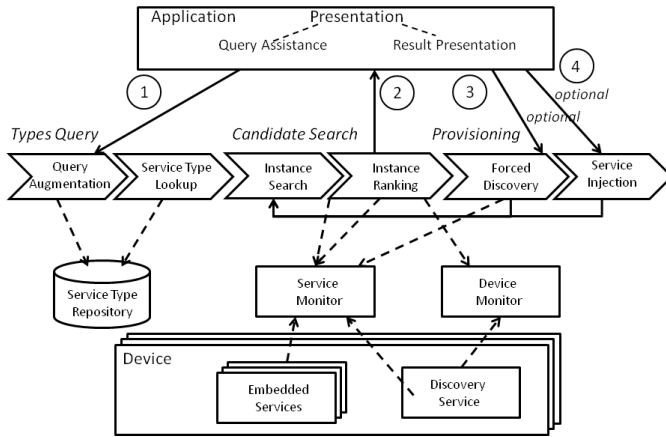 Application
Presentation
Query Assistance
Result Presentation
1
2
3
4
optional
optional
Types Query
Candidate Search
Provisioning
Query
Augmentation
Service Type
Lookup
Instance
Search
Instance
Ranking
Forced
Discovery
Service
Injection
Service Type
Repository
Service
Monitor
Device
Monitor
Device
Embedded
Services
Discovery
Service